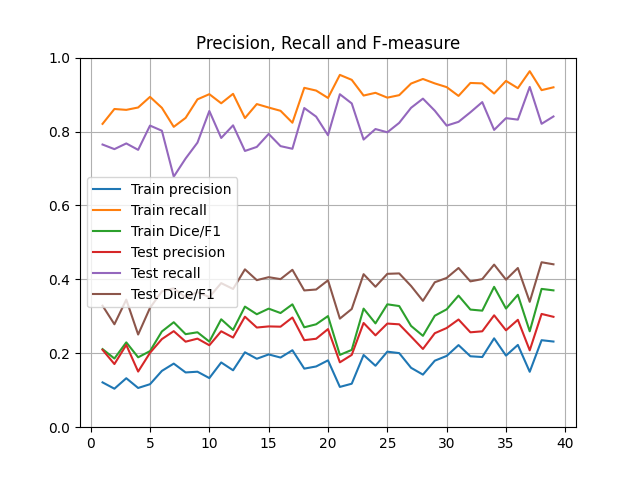 Precision, Recall and F-measure
1.0
0.8
0.6
0.4
0.2
0.0
Train precision
Train recall
Train Dice/F1
Test precision
Test recall
Test Dice/F1
0 5 10 15 20 25 30 35 40